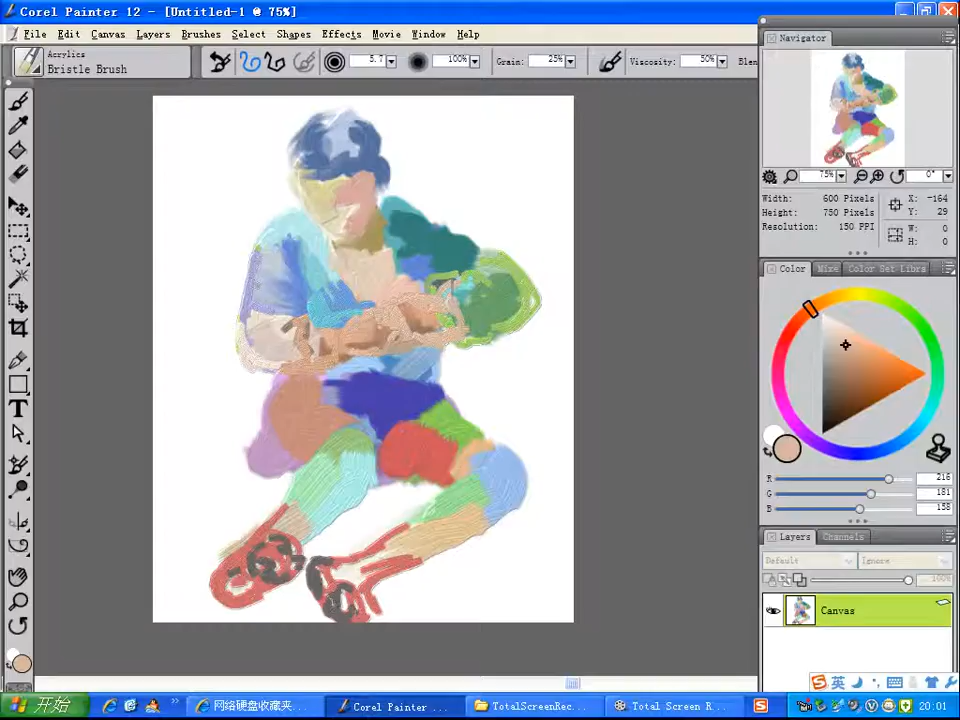 Corel Painter 12 - [Untitled-1 @ 75%]
File Edit Canvas Layers Brushes Select Shapes Effects Movie Window Help
Acrylics
Bristle Brush
5.7
100%
Grain: 25%
Viscosity: 50%
Blen
Navigator
75%
0°
Width: 600 Pixels
Height: 750 Pixels
Resolution: 150 PPI
X: -164
Y: 29
W: 0
H: 0
Color Mixe Color Set Libra
R 216
G 181
B 158
Layers Channels
Default Ignore
100%
Canvas
英
开始
网络硬盘收藏夹...
Corel Painter ...
TotalScreenRec...
Total Screen R...
20:01